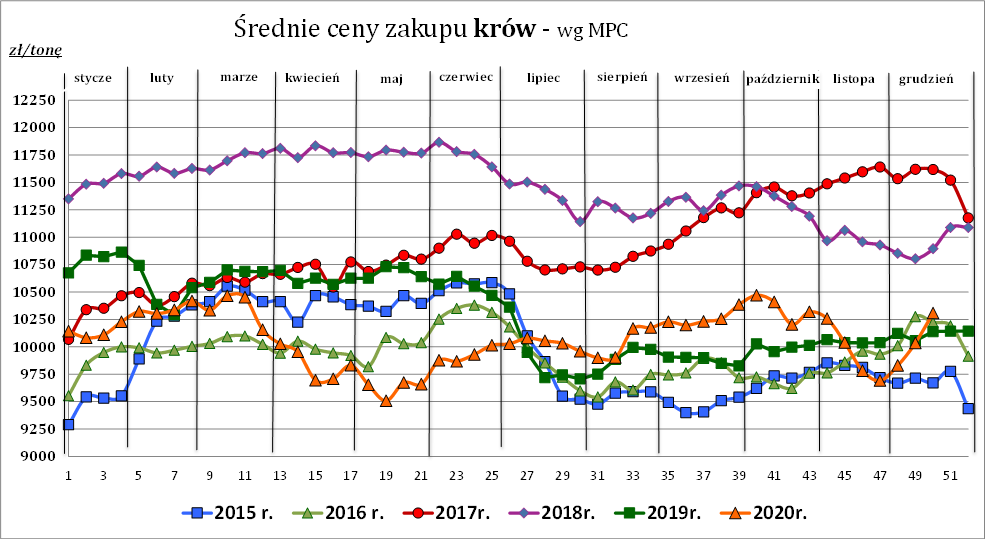 Średnie ceny zakupu krów - wg MPC
zł/tonę
stycze luty marze kwiecień maj czerwiec lipiec sierpień wrzesień październik listopa grudzień
12250
12000
11750
11500
11250
11000
10750
10500
10250
10000
9750
9500
9250
9000
1 3 5 7 9 11 13 15 17 19 21 23 25 27 29 31 33 35 37 39 41 43 45 47 49 51
2015 r. 2016 r. 2017r. 2018r. 2019r. 2020r.